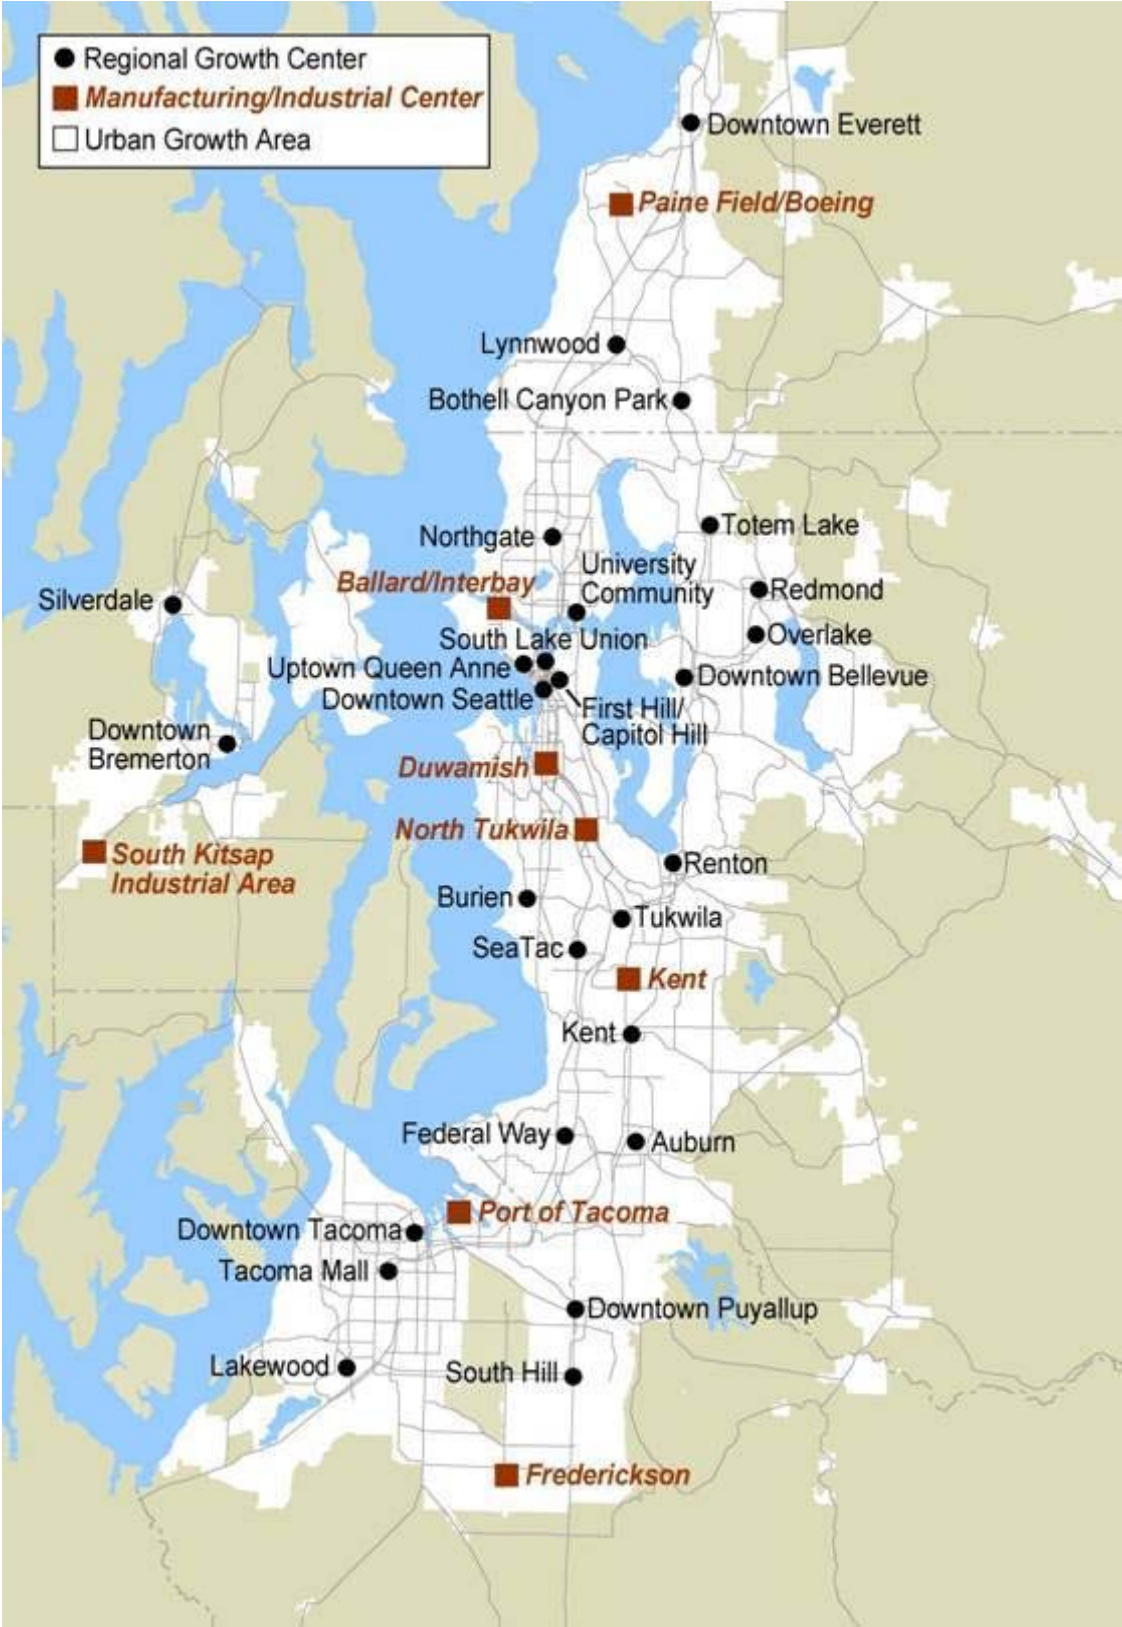 Regional Growth Center
Manufacturing/Industrial Center
Urban Growth Area
Downtown Everett
Paine Field/Boeing
Lynnwood
Bothell Canyon Park
Northgate
Totem Lake
University
Community
Ballard/Interbay
Redmond
Silverdale
South Lake Union
Overlake
Uptown Queen Anne
Downtown Bellevue
Downtown Seattle
First Hill/
Capitol Hill
Downtown
Bremerton
Duwamish
North Tukwila
South Kitsap
Industrial Area
Renton
Burien
Tukwila
SeaTac
Kent
Kent
Federal Way
Auburn
Port of Tacoma
Downtown Tacoma
Tacoma Mall
Downtown Puyallup
Lakewood
South Hill
Frederickson